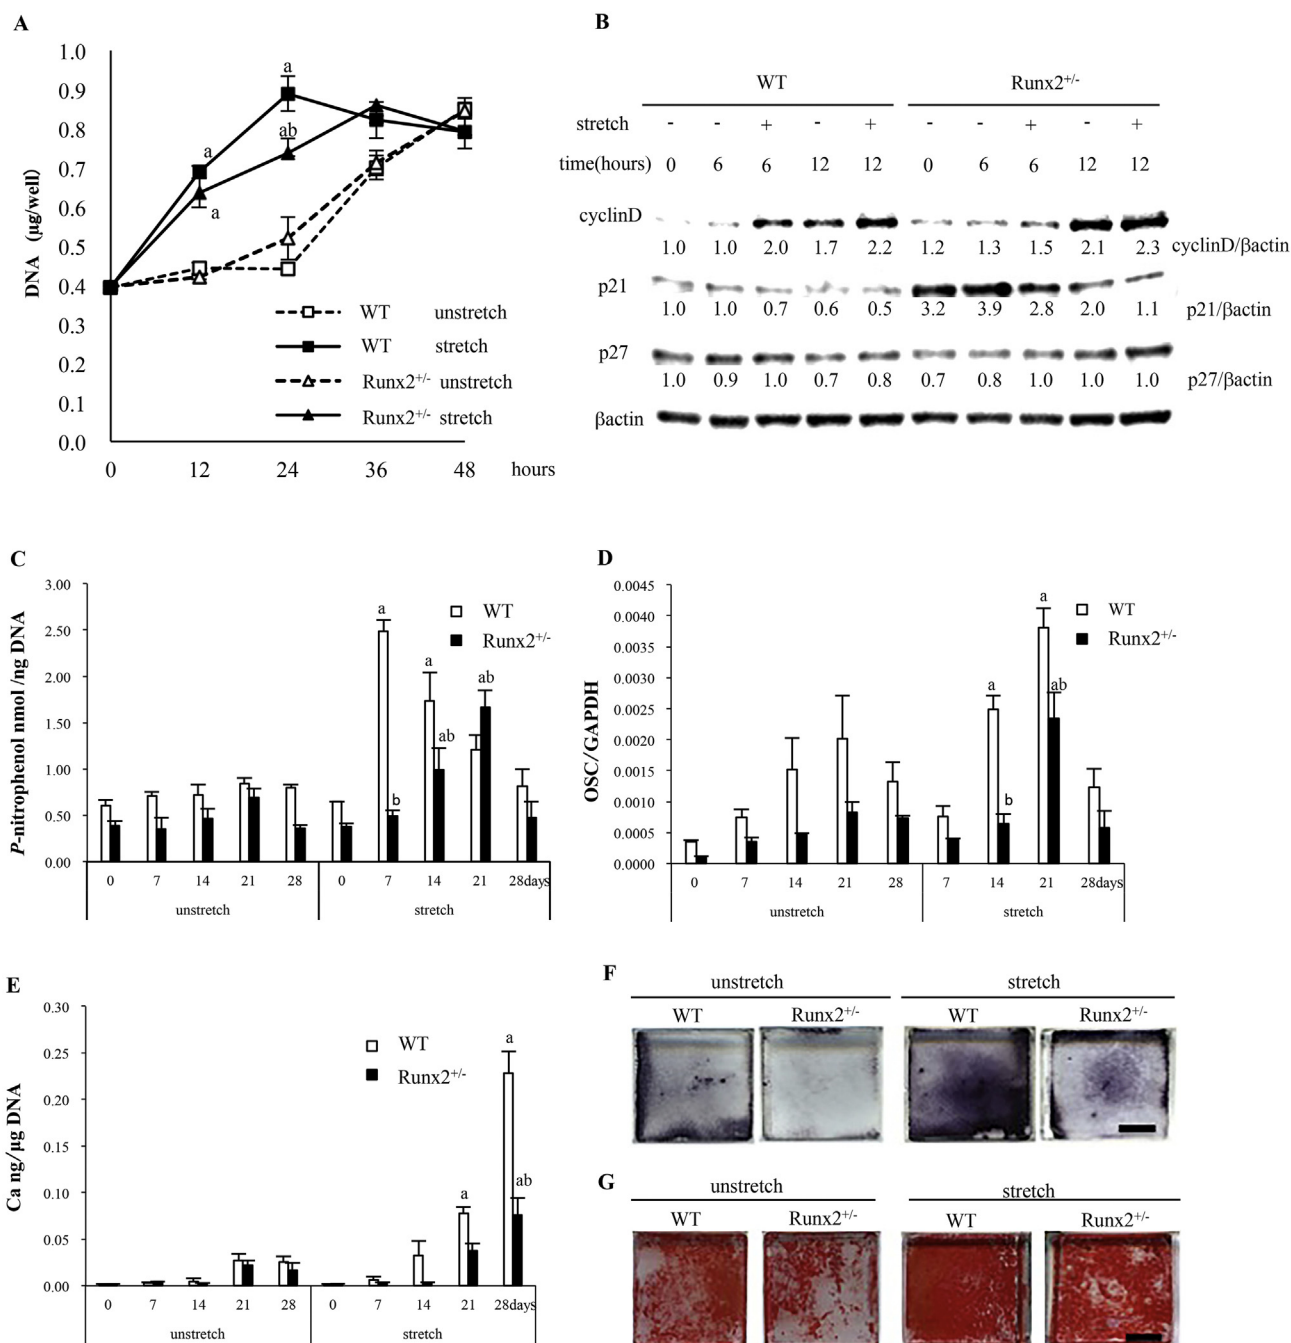 A
1.0
0.9
0.8
0.7
0.6
0.5
0.4
0.3
0.2
0.1
0.0
DNA (µg/well)
a
a
a
ab
WT unstretch
WT stretch
Runx2+/- unstretch
Runx2+/- stretch
0 12 24 36 48 hours
B
WT Runx2+/-
stretch - - + - + - - + - +
time(hours) 0 6 6 12 12 0 6 6 12 12
cyclinD
1.0 1.0 2.0 1.7 2.2 1.2 1.3 1.5 2.1 2.3 cyclinD/βactin
p21
1.0 1.0 0.7 0.6 0.5 3.2 3.9 2.8 2.0 1.1 p21/βactin
p27
1.0 0.9 1.0 0.7 0.8 0.7 0.8 1.0 1.0 1.0 p27/βactin
βactin
C
3.00
2.50
2.00
1.50
1.00
0.50
0.00
P-nitrophenol nmol /ng DNA
WT
Runx2+/-
a
b
a
ab
ab
0 7 14 21 28 0 7 14 21 28days
unstretch stretch
D
0.0045
0.0040
0.0035
0.0030
0.0025
0.0020
0.0015
0.0010
0.0005
0.0000
OSC/GAPDH
WT
Runx2+/-
a
b
a
ab
0 7 14 21 28 7 14 21 28days
unstretch stretch
E
0.30
0.25
0.20
0.15
0.10
0.05
0.00
Ca ng/µg DNA
WT
Runx2+/-
a
a
ab
0 7 14 21 28 0 7 14 21 28days
unstretch stretch
F
unstretch stretch
WT Runx2+/- WT Runx2+/-
G
unstretch stretch
WT Runx2+/- WT Runx2+/-